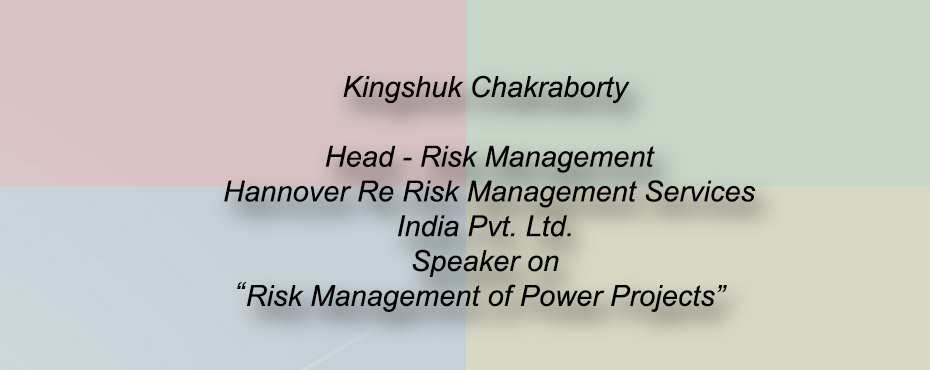 Kingshuk Chakraborty
Head - Risk Management
Hannover Re Risk Management Services
India Pvt. Ltd.
Speaker on
“Risk Management of Power Projects”